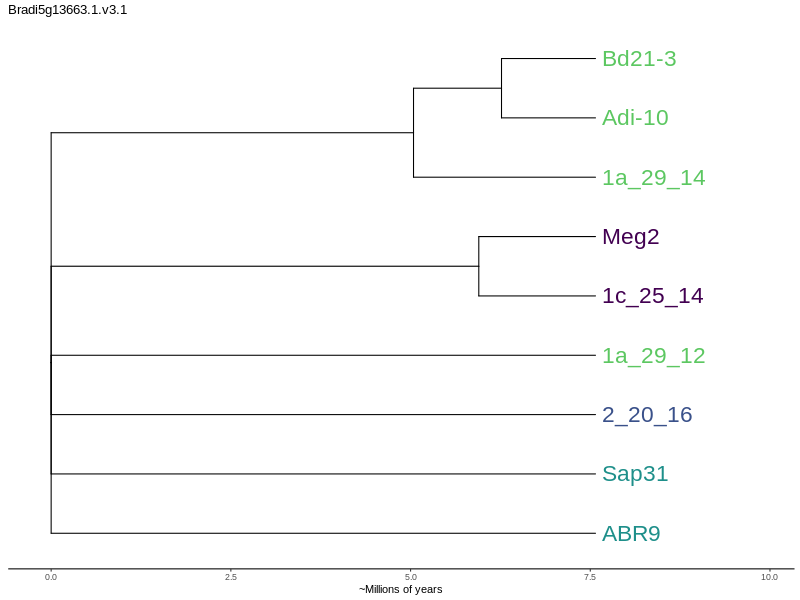 Bradi5g13663.1.v3.1
Bd21-3
Adi-10
1a_29_14
Meg2
1c_25_14
1a_29_12
2_20_16
Sap31
ABR9
0.0 2.5 5.0 7.5 10.0
~Millions of years